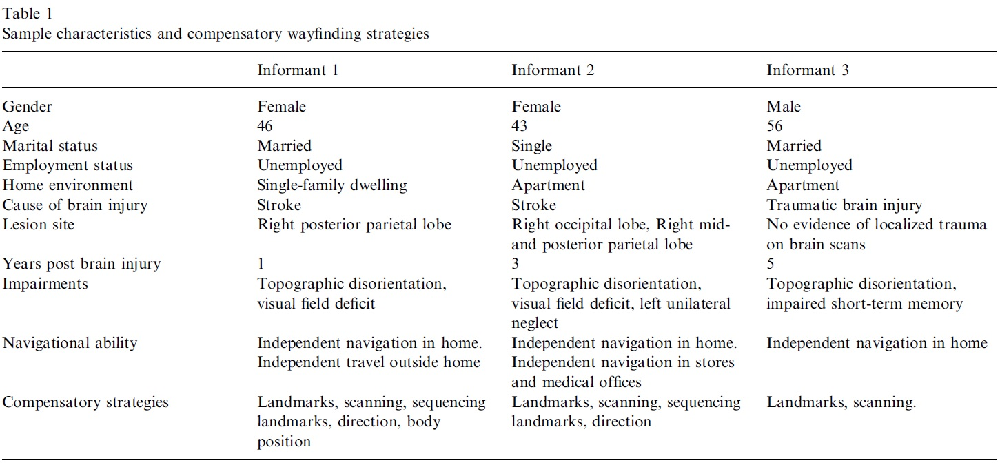 Table 1
Sample characteristics and compensatory wayfinding strategies
Informant 1 Informant 2 Informant 3
Gender Female Female Male
Age 46 43 56
Marital status Married Single Married
Employment status Unemployed Unemployed Unemployed
Home environment Single-family dwelling Apartment Apartment
Cause of brain injury Stroke Stroke Traumatic brain injury
Lesion site Right posterior parietal lobe Right occipital lobe, Right mid- No evidence of localized trauma
and posterior parietal lobe on brain scans
Years post brain injury 1 3 5
Impairments Topographic disorientation, Topographic disorientation, Topographic disorientation,
visual field deficit visual field deficit, left unilateral impaired short-term memory
neglect
Navigational ability Independent navigation in home. Independent navigation in home. Independent navigation in home
Independent travel outside home Independent navigation in stores
and medical offices
Compensatory strategies Landmarks, scanning, sequencing Landmarks, scanning, sequencing Landmarks, scanning.
landmarks, direction, body landmarks, direction
position